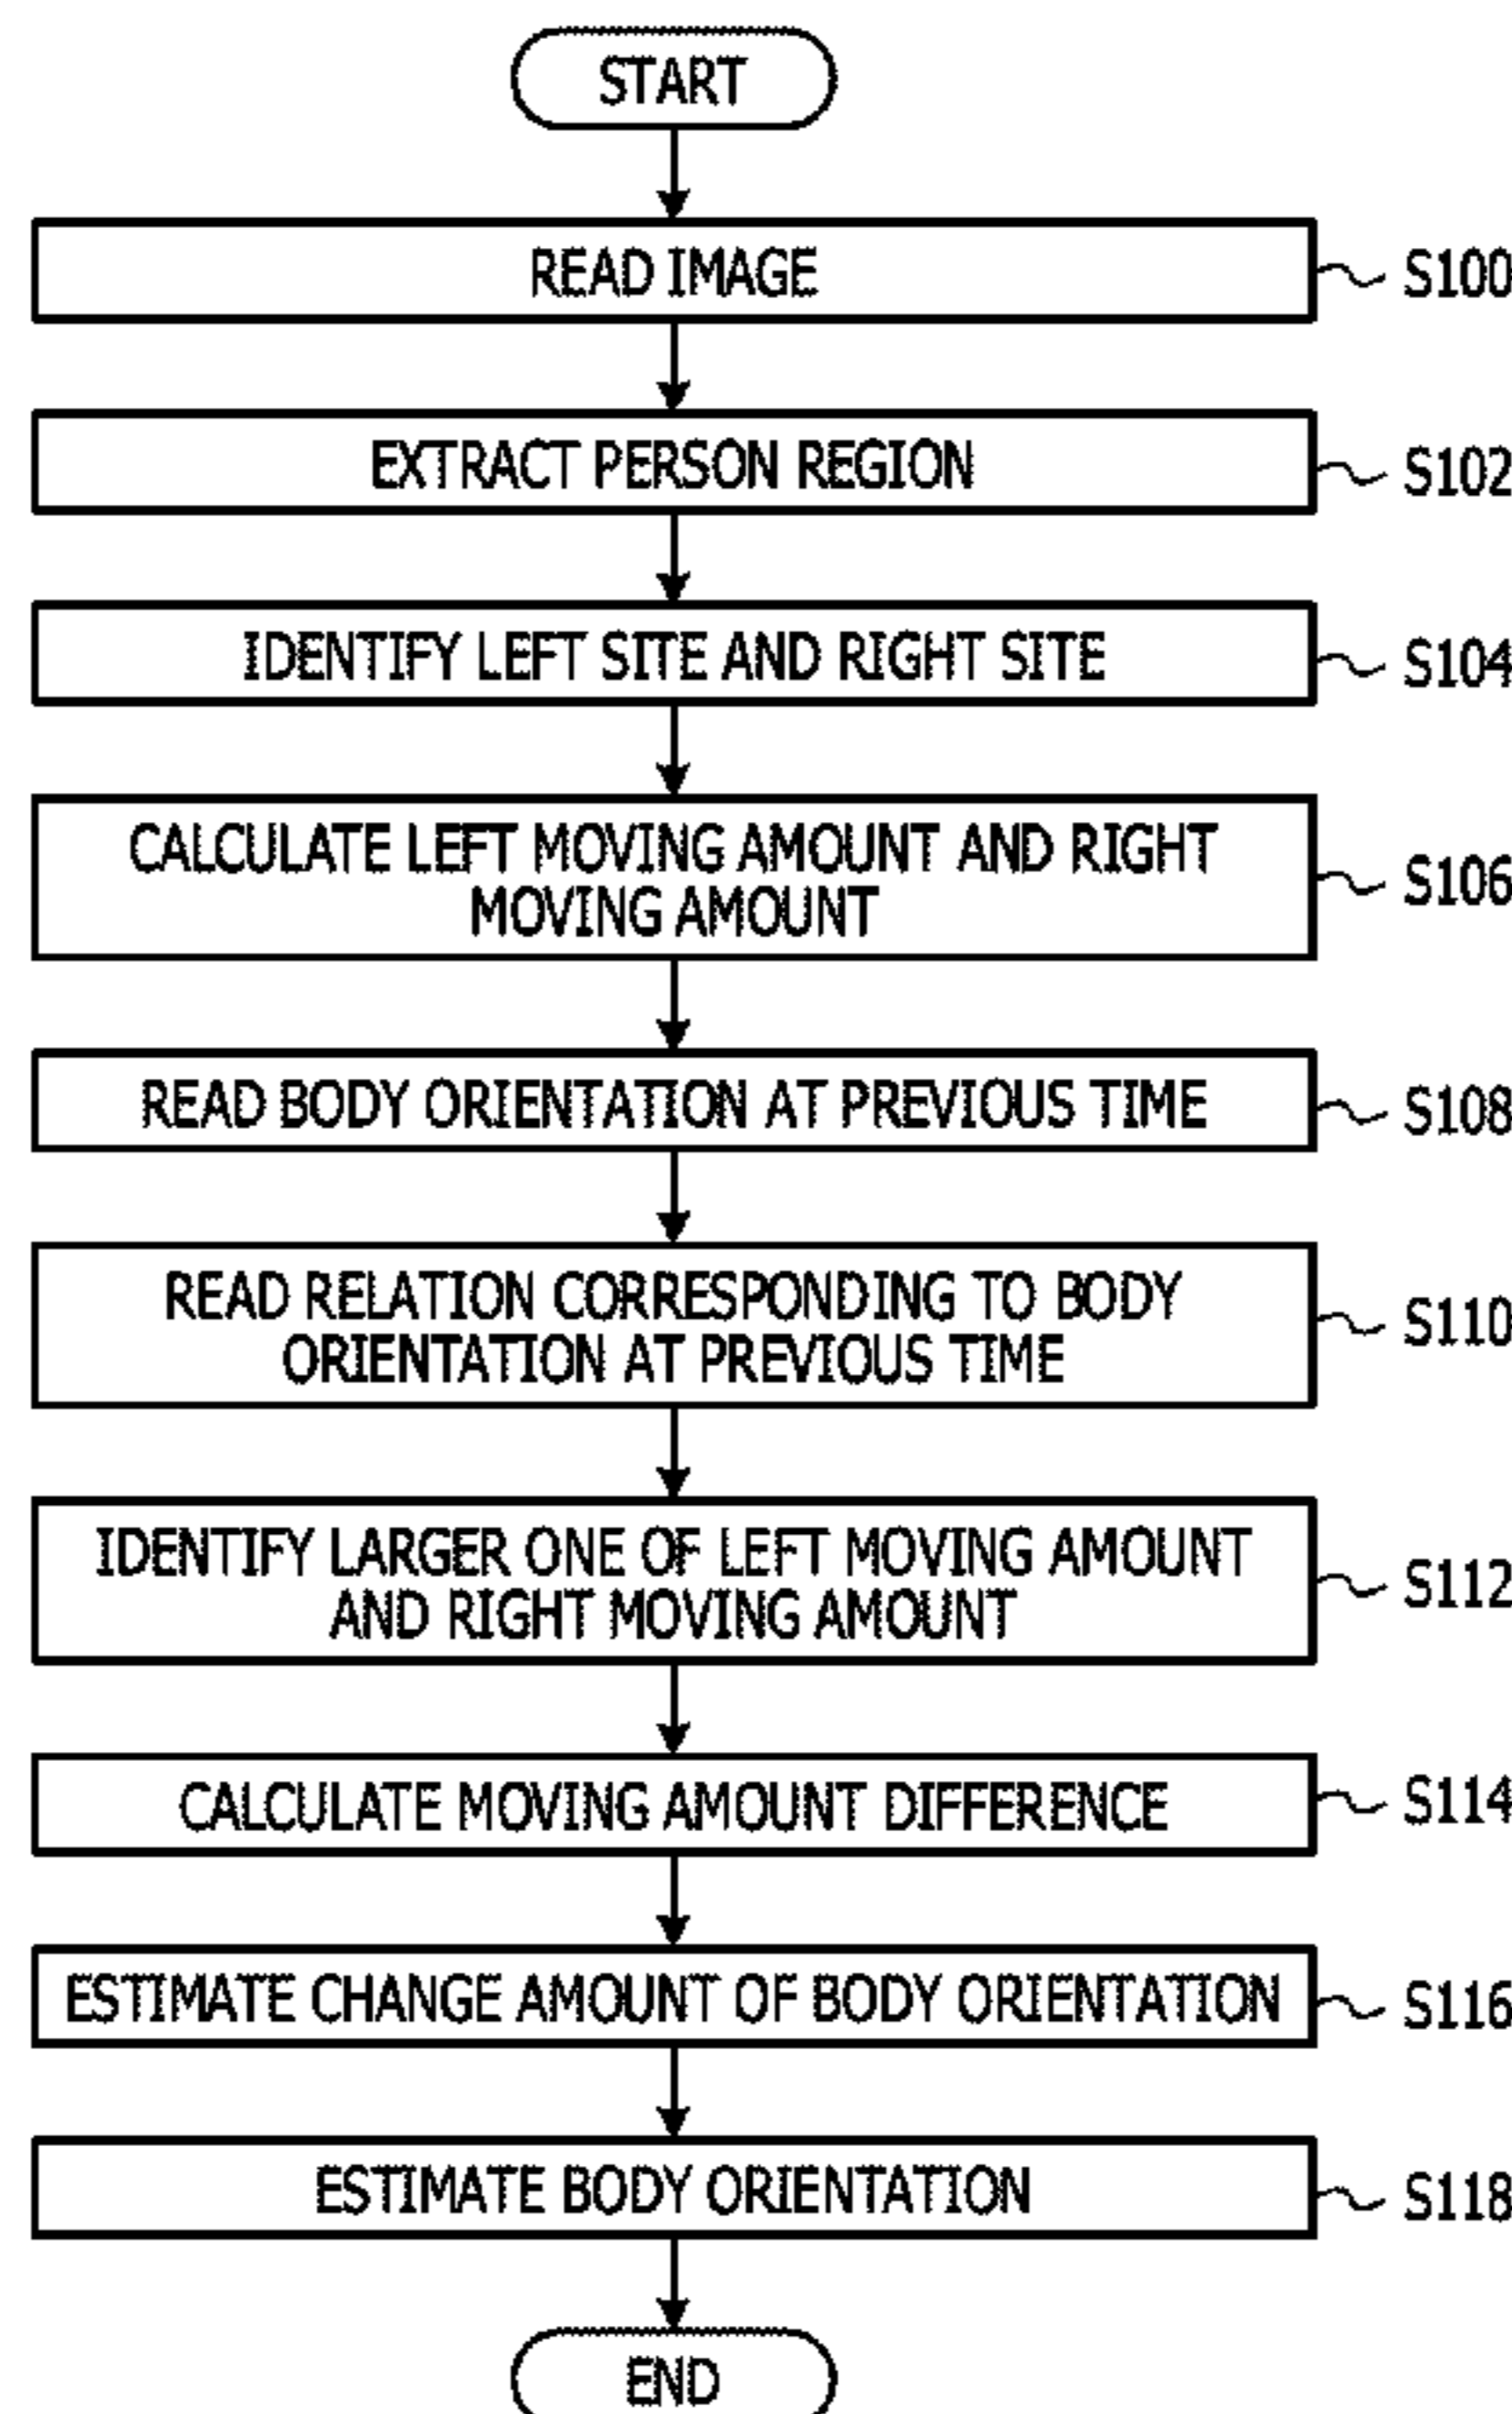 START
READ IMAGE
S100
EXTRACT PERSON REGION
S102
IDENTIFY LEFT SITE AND RIGHT SITE
S104
CALCULATE LEFT MOVING AMOUNT AND RIGHT
MOVING AMOUNT
S106
READ BODY ORIENTATION AT PREVIOUS TIME
S108
READ RELATION CORRESPONDING TO BODY
ORIENTATION AT PREVIOUS TIME
S110
IDENTIFY LARGER ONE OF LEFT MOVING AMOUNT
AND RIGHT MOVING AMOUNT
S112
CALCULATE MOVING AMOUNT DIFFERENCE
S114
ESTIMATE CHANGE AMOUNT OF BODY ORIENTATION
S116
ESTIMATE BODY ORIENTATION
S118
END